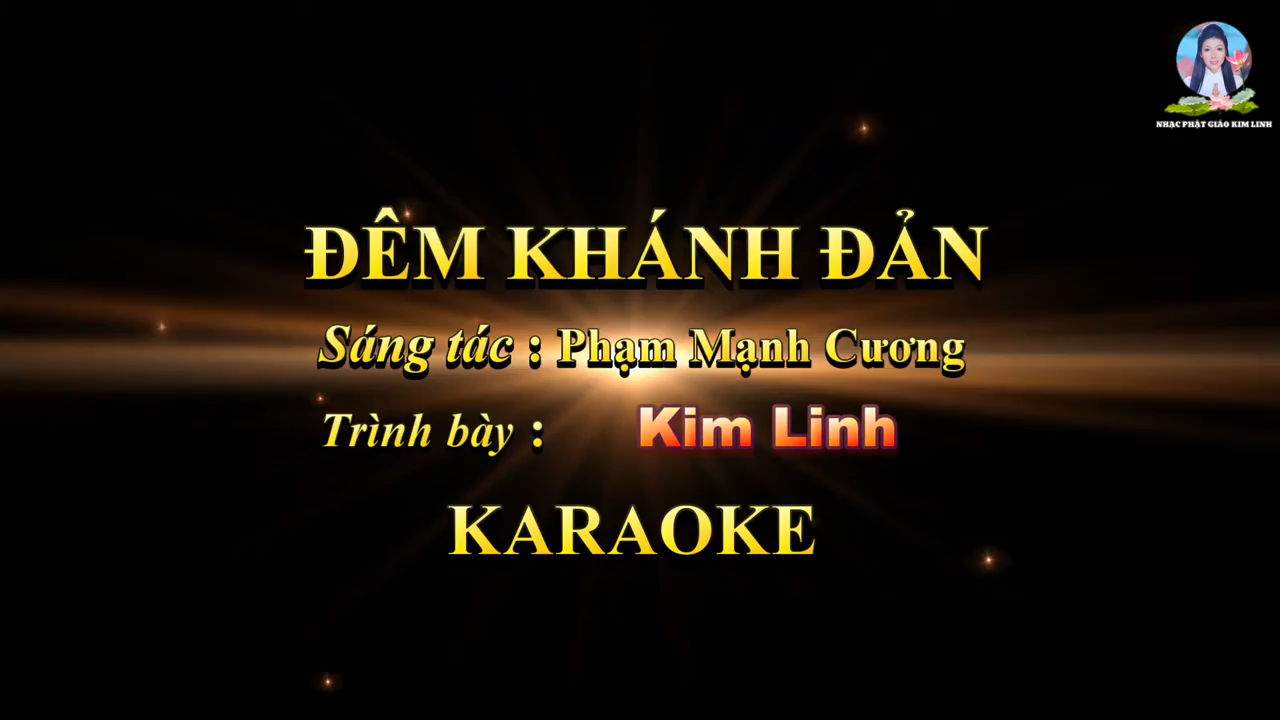 NHẠC PHẬT GIÁO KIM LINH
ĐÊM KHÁNH ĐẢN
Sáng tác : Phạm Mạnh Cương
Trình bày : Kim Linh
KARAOKE